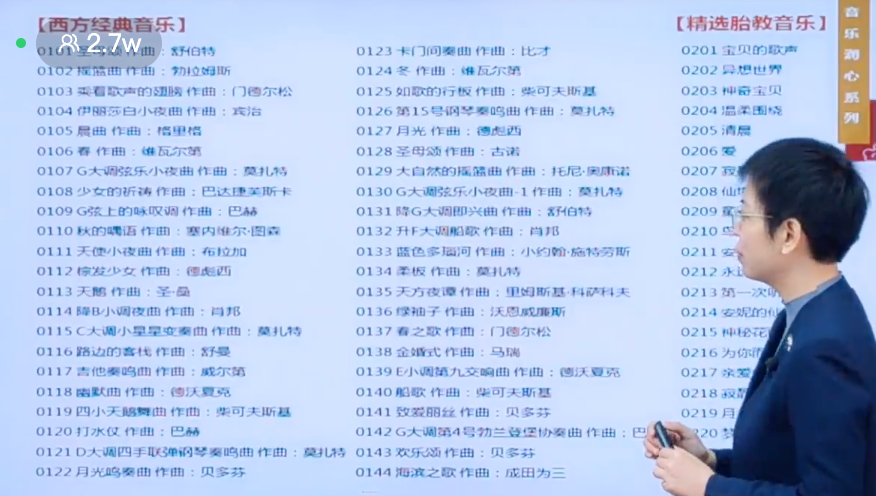 【西方经典音乐】
2.7w
0101 作曲：舒伯特
0102 摇篮曲 作曲：勃拉姆斯
0103 乘着歌声的翅膀 作曲：门德尔松
0104 伊丽莎白小夜曲 作曲：宾治
0105 晨曲 作曲：格里格
0106 春 作曲：维瓦尔第
0107 G大调弦乐小夜曲 作曲：莫扎特
0108 少女的祈祷 作曲：巴达捷芙斯卡
0109 G弦上的咏叹调 作曲：巴赫
0110 秋的喁语 作曲：塞内维尔·图森
0111 天使小夜曲 作曲：布拉加
0112 棕发少女 作曲：德彪西
0113 天鹅 作曲：圣·桑
0114 降B小调夜曲 作曲：肖邦
0115 C大调小星星变奏曲 作曲：莫扎特
0116 路边的客栈 作曲：舒曼
0117 吉他奏鸣曲 作曲：威尔第
0118 幽默曲 作曲：德沃夏克
0119 四小天鹅舞曲 作曲：柴可夫斯基
0120 打水仗 作曲：巴赫
0121 D大调四手联弹钢琴奏鸣曲 作曲：莫扎特
0122 月光鸣奏曲 作曲：贝多芬
0123 卡门间奏曲 作曲：比才
0124 冬 作曲：维瓦尔第
0125 如歌的行板 作曲：柴可夫斯基
0126 第15号钢琴奏鸣曲 作曲：莫扎特
0127 月光 作曲：德彪西
0128 圣母颂 作曲：古诺
0129 大自然的摇篮曲 作曲：托尼·奥康诺
0130 G大调弦乐小夜曲-1 作曲：莫扎特
0131 降G大调即兴曲 作曲：舒伯特
0132 升F大调船歌 作曲：肖邦
0133 蓝色多瑙河 作曲：小约翰·施特劳斯
0134 柔板 作曲：莫扎特
0135 天方夜谭 作曲：里姆斯基·科萨科夫
0136 绿袖子 作曲：沃恩威廉斯
0137 春之歌 作曲：门德尔松
0138 金婚式 作曲：马瑞
0139 E小调第九交响曲 作曲：德沃夏克
0140 船歌 作曲：柴可夫斯基
0141 致爱丽丝 作曲：贝多芬
0142 G大调第4号勃兰登堡协奏曲 作曲：巴
0143 欢乐颂 作曲：贝多芬
0144 海滨之歌 作曲：成田为三
【精选胎教音乐】
0201 宝贝的歌声
0202 异想世界
0203 神奇宝贝
0204 温柔围绕
0205 清晨
0206 爱
0207 寂
0208 仙境
0209 童
0210 鸟
0211 安
0212 永远
0213 第一次
0214 安妮的仙
0215 神秘花
0216 为你
0217 亲爱
0218 寂静
0219 月
0220 梦
音乐润心系列